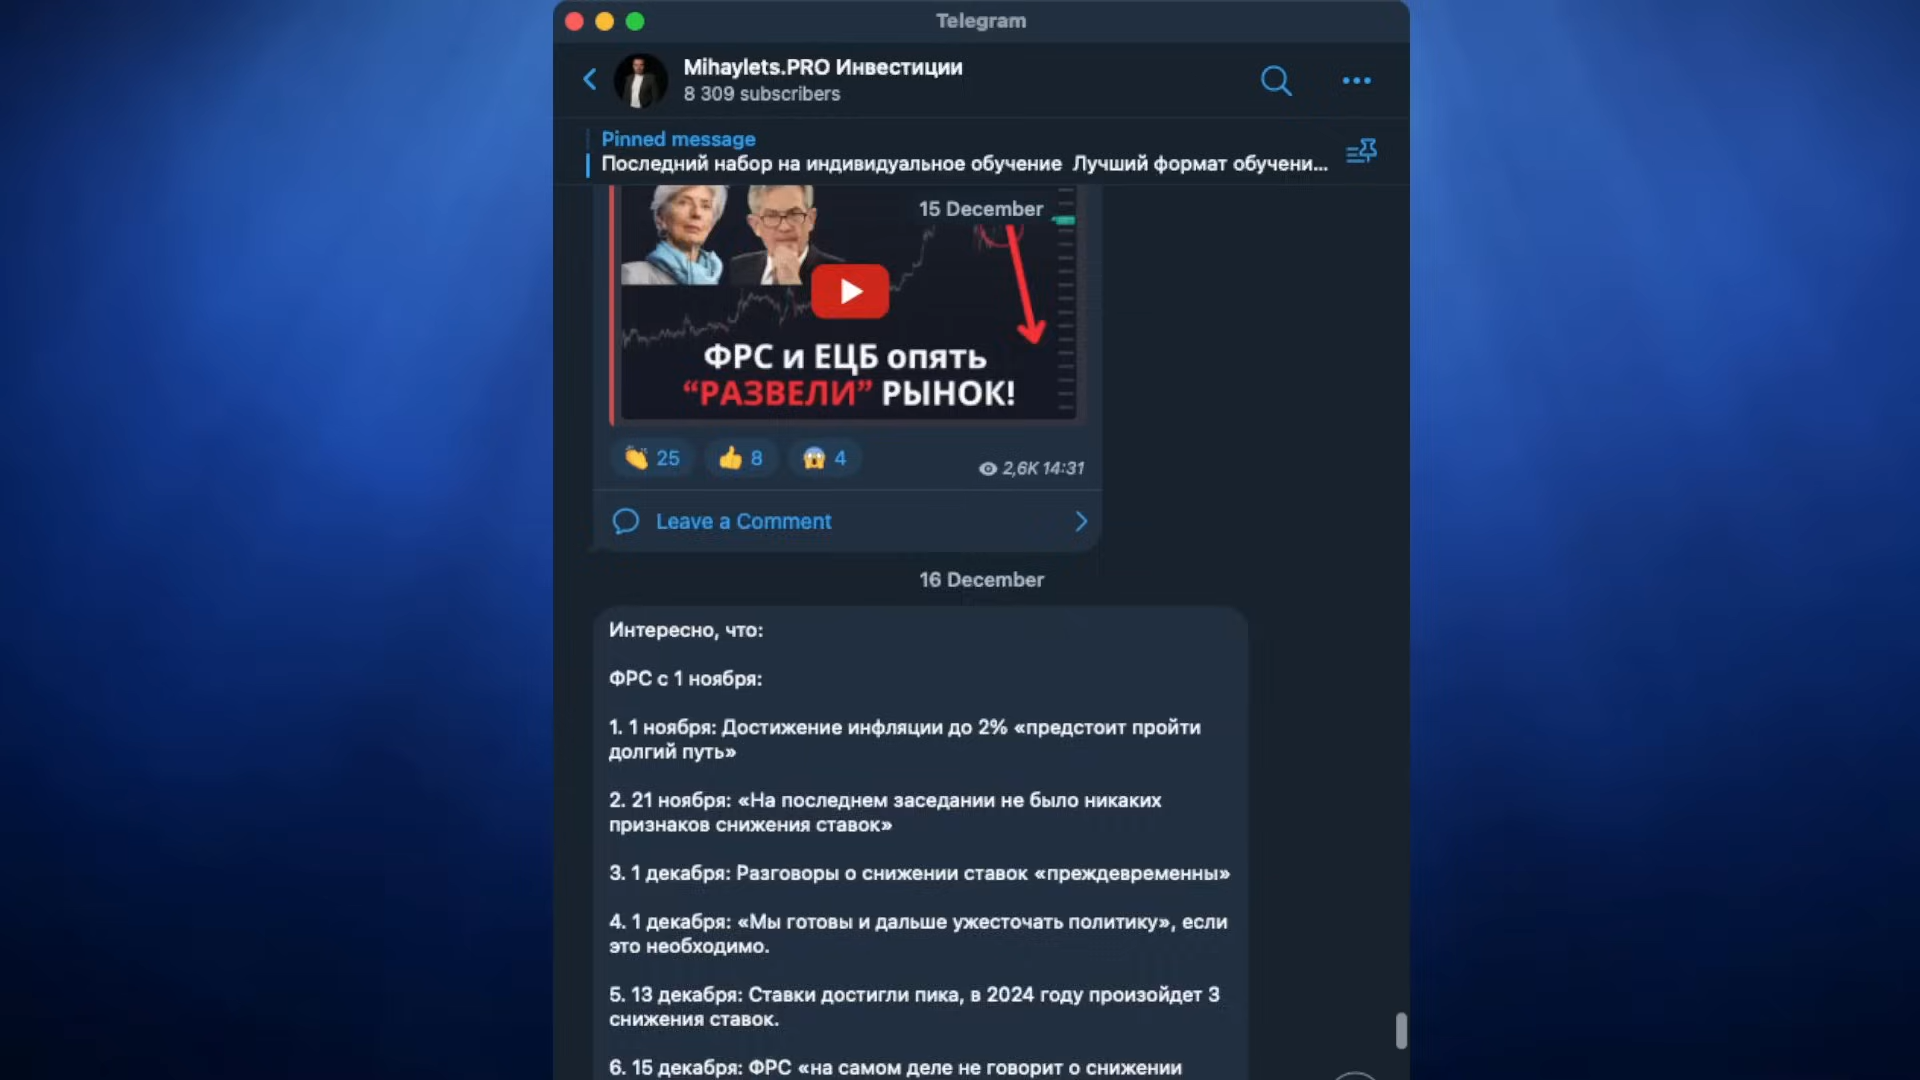 Telegram
Mihaylets.PRO Инвестиции
8 309 subscribers
Pinned message
Последний набор на индивидуальное обучение Лучший формат обучени...
15 December
ФРС и ЕЦБ опять
“РАЗВЕЛИ” РЫНОК!
25 8 4
2,6K 14:31
Leave a Comment
16 December
Интересно, что:
ФРС с 1 ноября:
1. 1 ноября: Достижение инфляции до 2% «предстоит пройти
долгий путь»
2. 21 ноября: «На последнем заседании не было никаких
признаков снижения ставок»
3. 1 декабря: Разговоры о снижении ставок «преждевременны»
4. 1 декабря: «Мы готовы и дальше ужесточать политику», если
это необходимо.
5. 13 декабря: Ставки достигли пика, в 2024 году произойдет 3
снижения ставок.
6. 15 декабря: ФРС «на самом деле не говорит о снижении